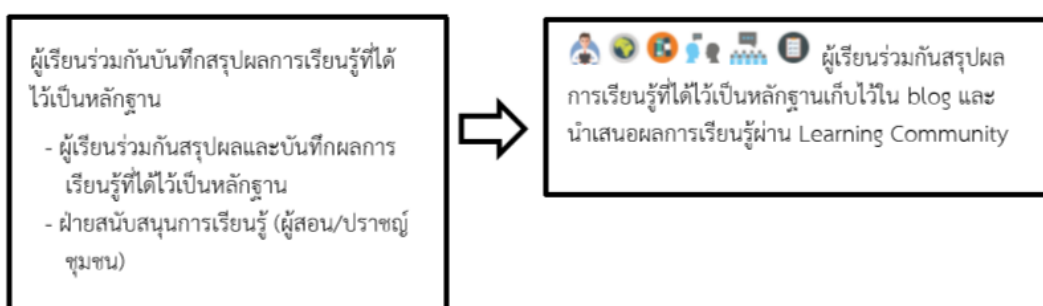 ผู้เรียนร่วมกันบันทึกสรุปผลการเรียนรู้ที่ได้
ไว้เป็นหลักฐาน
- ผู้เรียนร่วมกันสรุปผลและบันทึกผลการ
เรียนรู้ที่ได้ไว้เป็นหลักฐาน
- ฝ่ายสนับสนุนการเรียนรู้ (ผู้สอน/ปราชญ์
ชุมชน)
ผู้เรียนร่วมกันสรุปผล
การเรียนรู้ที่ได้ไว้เป็นหลักฐานเก็บไว้ใน blog และ
นำเสนอผลการเรียนรู้ผ่าน Learning Community